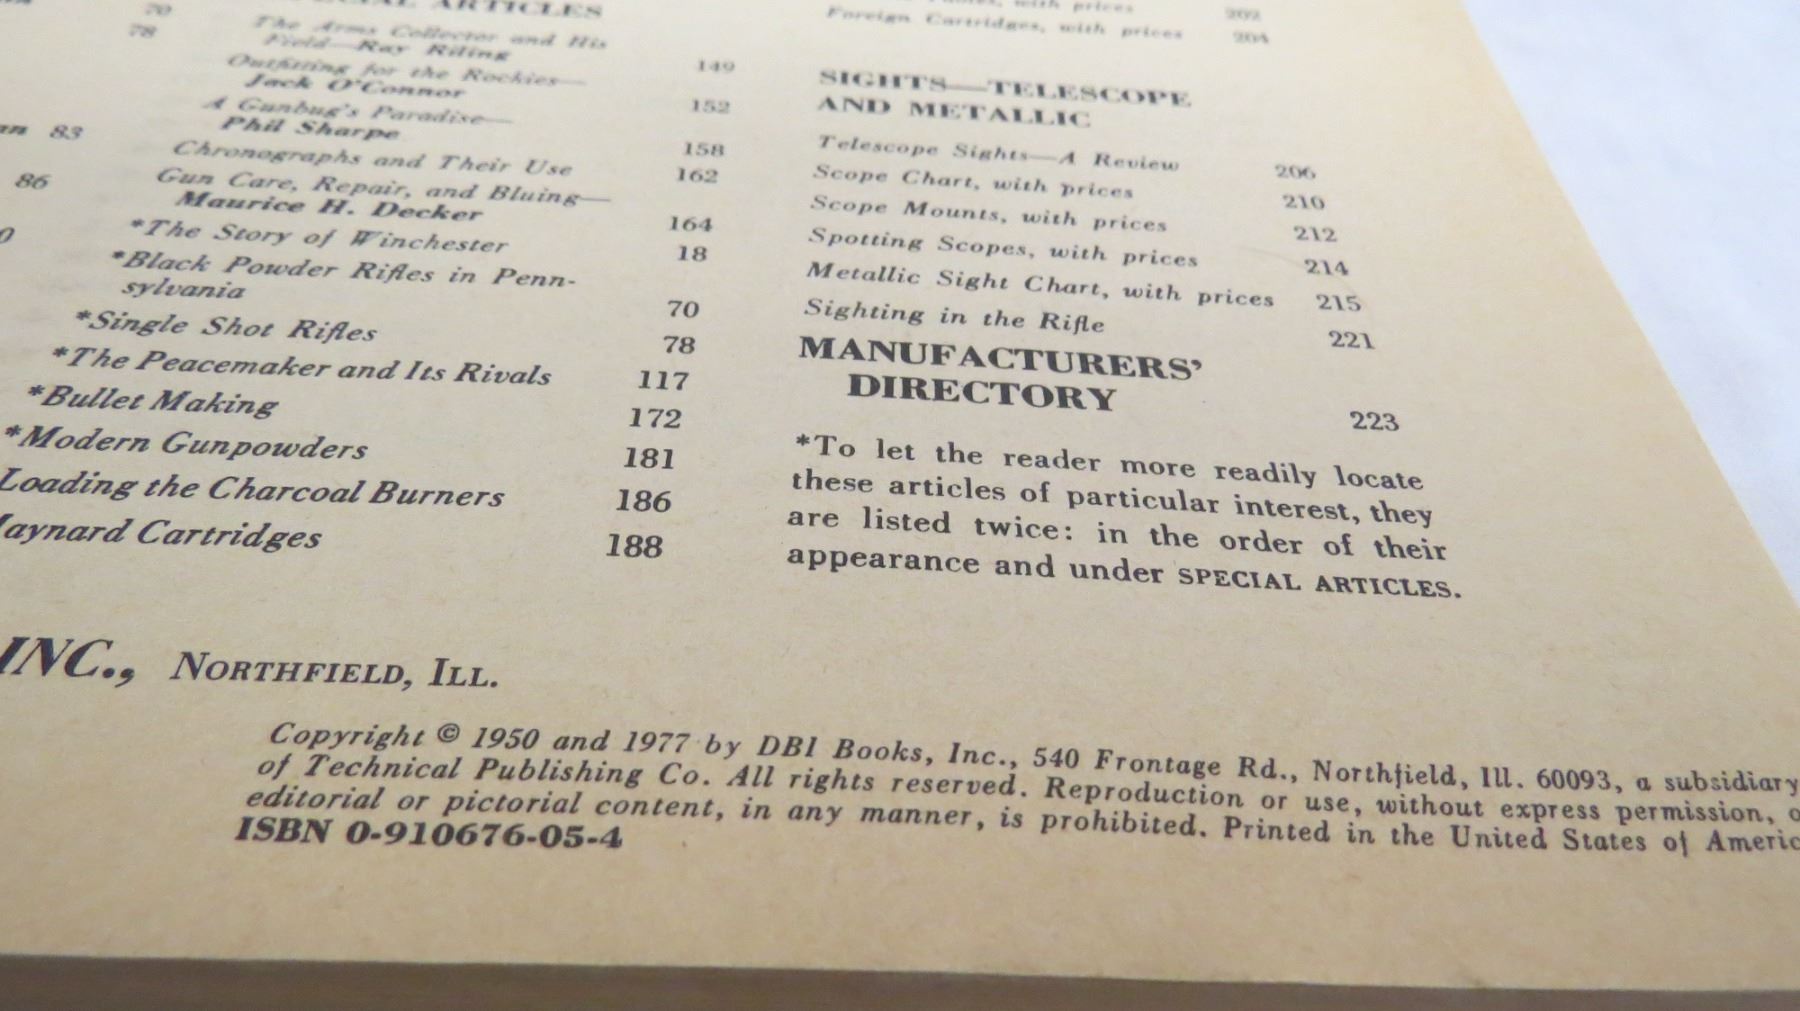 70
78
83
86
SPECIAL ARTICLES
The Arms Collector and His
Field—Ray Riling 149
Outfitting for the Rockies—
Jack O'Connor 152
A Gunbug's Paradise—
Phil Sharpe 158
Chronographs and Their Use 162
Gun Care, Repair, and Bluing—
Maurice H. Decker 164
*The Story of Winchester 18
*Black Powder Rifles in Penn-
sylvania 70
*Single Shot Rifles 78
*The Peacemaker and Its Rivals 117
*Bullet Making 172
*Modern Gunpowders 181
Loading the Charcoal Burners 186
aynard Cartridges 188
with prices 202
Foreign Cartridges, with prices 204
SIGHTS—TELESCOPE
AND METALLIC
Telescope Sights—A Review 206
Scope Chart, with prices 210
Scope Mounts, with prices 212
Spotting Scopes, with prices 214
Metallic Sight Chart, with prices 215
Sighting in the Rifle 221
MANUFACTURERS'
DIRECTORY 223
*To let the reader more readily locate
these articles of particular interest, they
are listed twice: in the order of their
appearance and under SPECIAL ARTICLES.
INC., NORTHFIELD, ILL.
Copyright © 1950 and 1977 by DBI Books, Inc., 540 Frontage Rd., Northfield, Ill. 60093, a subsidiary
of Technical Publishing Co. All rights reserved. Reproduction or use, without express permission, o
editorial or pictorial content, in any manner, is prohibited. Printed in the United States of Americ
ISBN 0-910676-05-4